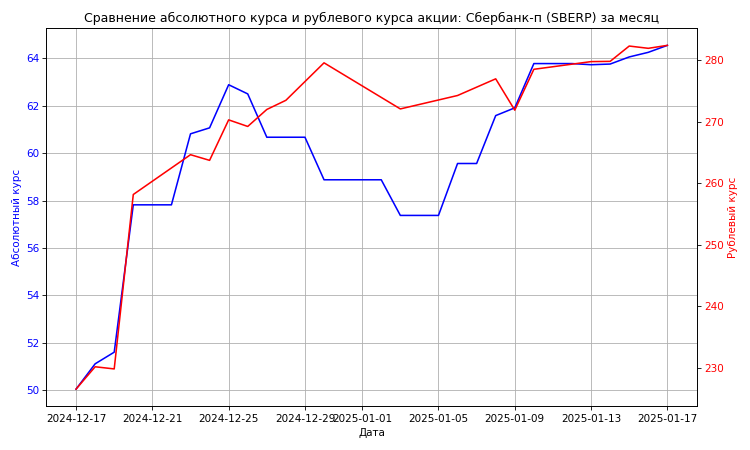 Сравнение абсолютного курса и рублевого курса акции: Сбербанк-п (SBERP) за месяц
Абсолютный курс
64
62
60
58
56
54
52
50
280
270
260
250
240
230
Рублевый курс
2024-12-17 2024-12-21 2024-12-25 2024-12-29 2025-01-01 2025-01-05 2025-01-09 2025-01-13 2025-01-17
Дата